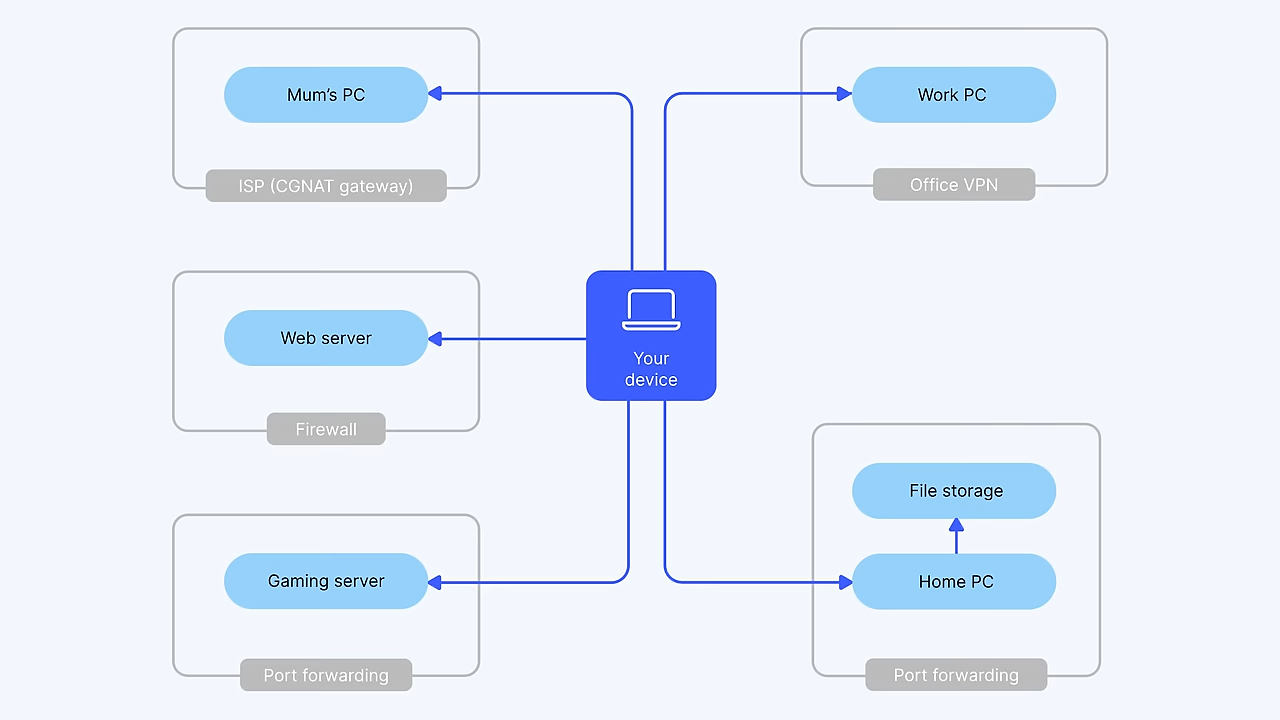 Mum’s PC
ISP (CGNAT gateway)
Work PC
Office VPN
Web server
Firewall
Your
device
Gaming server
Port forwarding
File storage
Home PC
Port forwarding